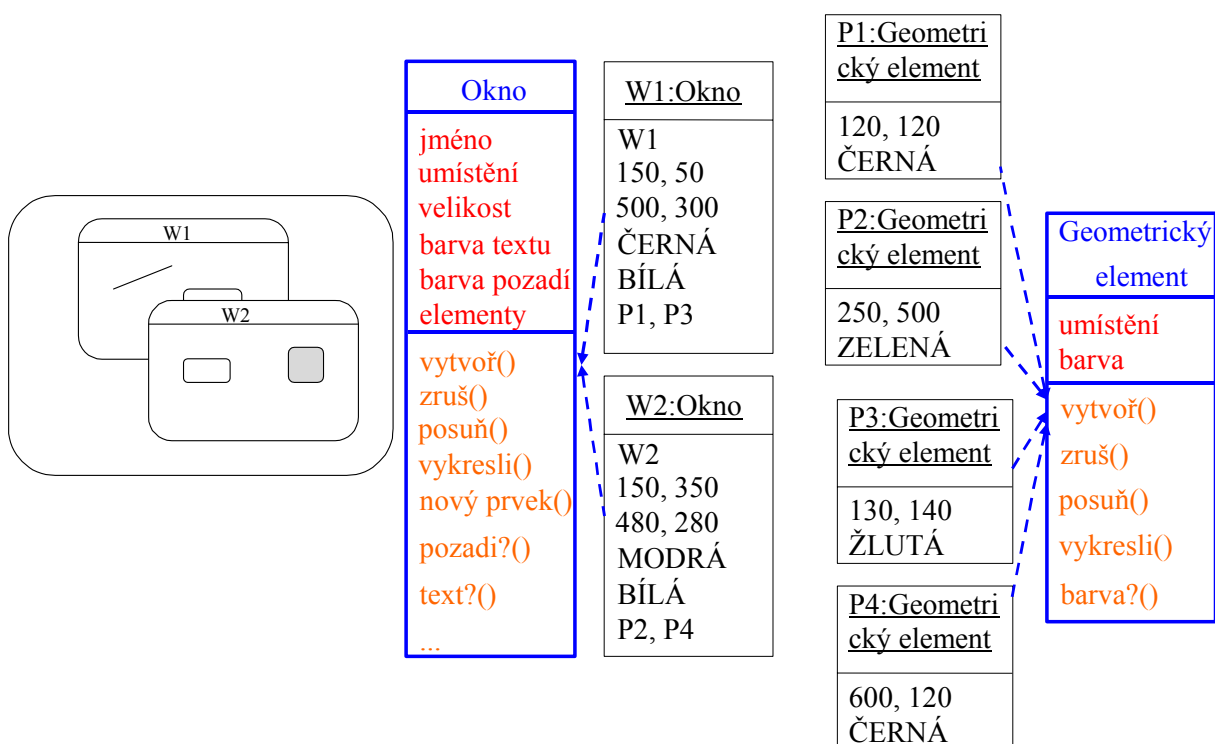 W1
W2
Okno
jméno
umístění
velikost
barva textu
barva pozadí
elementy
vytvoř()
zruš()
posuň()
vykresli()
nový prvek()
pozadi?()
text?()
...
W1:Okno
W1
150, 50
500, 300
ČERNÁ
BÍLÁ
P1, P3
W2:Okno
W2
150, 350
480, 280
MODRÁ
BÍLÁ
P2, P4
P1:Geometri
cký element
120, 120
ČERNÁ
P2:Geometri
cký element
250, 500
ZELENÁ
P3:Geometri
cký element
130, 140
ŽLUTÁ
P4:Geometri
cký element
600, 120
ČERNÁ
Geometrický
element
umístění
barva
vytvoř()
zruš()
posuň()
vykresli()
barva?()